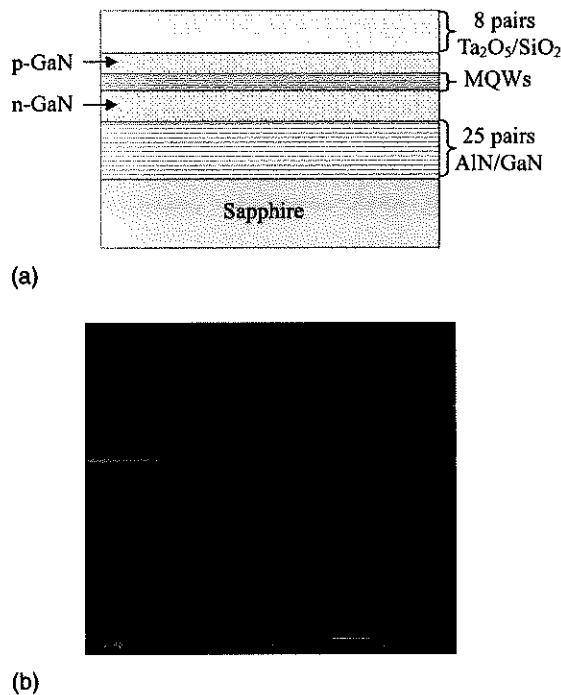 8 pairs
Ta₂O₅/SiO₂
p-GaN
MQWs
n-GaN
25 pairs
AlN/GaN
Sapphire
(a)
(b)